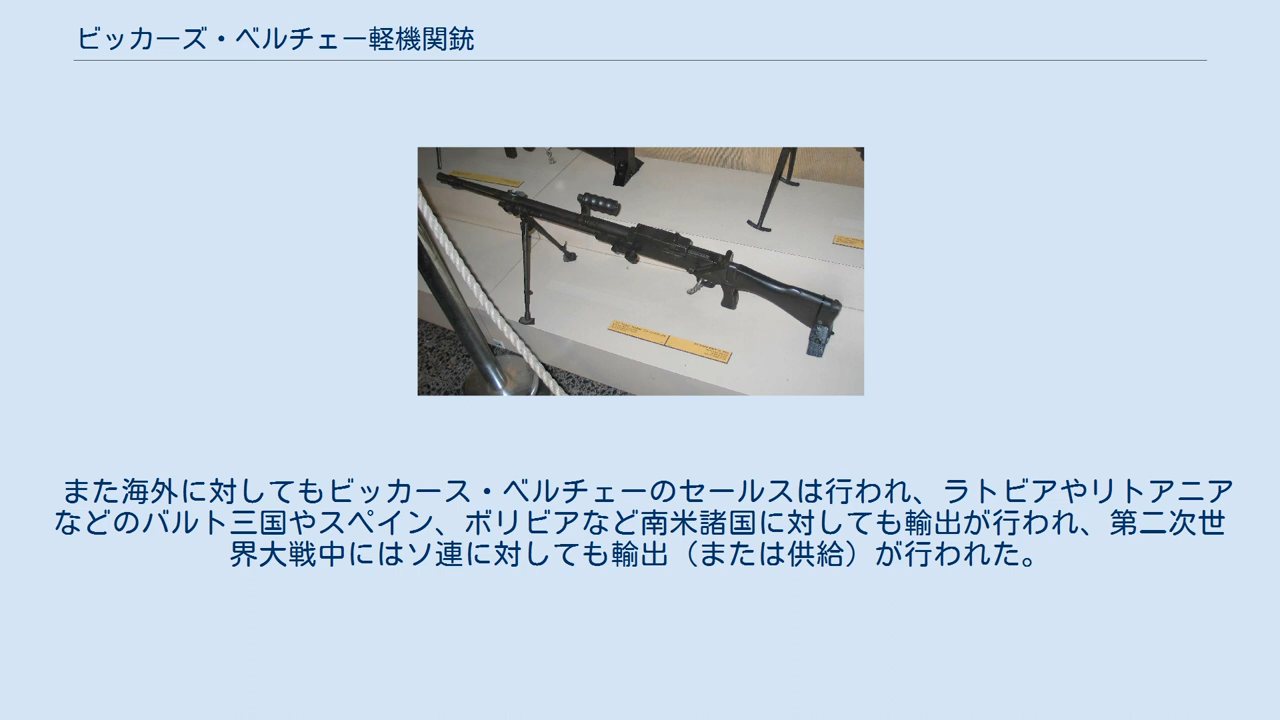 ビッカーズ・ベルチェー軽機関銃
また海外に対してもビッカース・ベルチェーのセールスは行われ、ラトビアやリトアニア
などのバルト三国やスペイン、ボリビアなど南米諸国に対しても輸出が行われ、第二次世
界大戦中にはソ連に対しても輸出（または供給）が行われた。